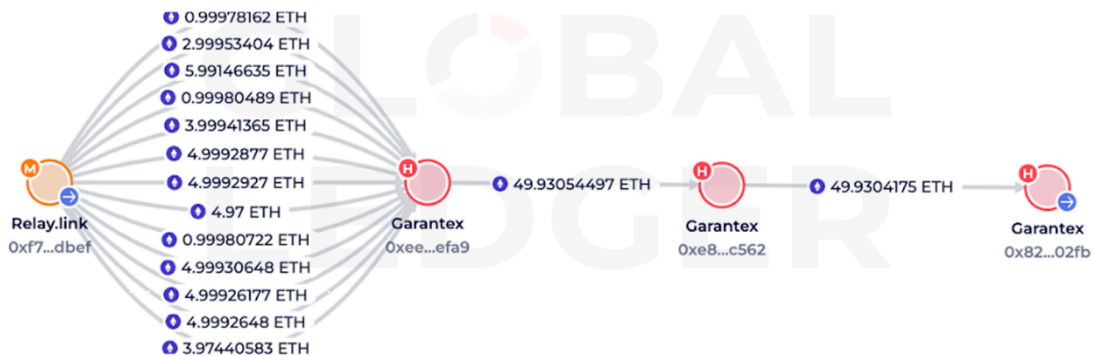 GLOBAL
LEDGER
0.99978162 ETH
2.99953404 ETH
5.99146635 ETH
0.99980489 ETH
3.99941365 ETH
4.9992877 ETH
4.9992927 ETH
4.97 ETH
0.99980722 ETH
4.99930648 ETH
4.99926177 ETH
4.9992648 ETH
3.97440583 ETH
M
Relay.link
0xf7...dbef
H
Garantex
0xee...efa9
49.93054497 ETH
H
Garantex
0xe8...c562
49.9304175 ETH
H
Garantex
0x82...02fb